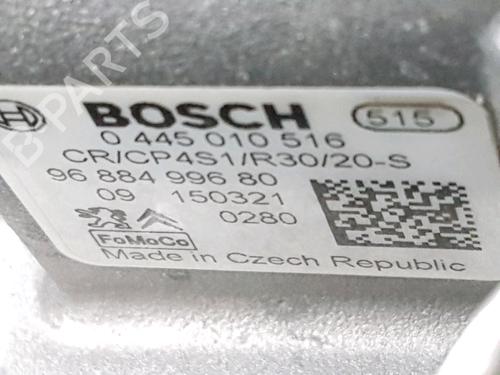 BOSCH
515
0 445 010 516
CR/CP4S1/R30/20-S
96 884 996 80
09 150321
0280
FoMoCo
Made in Czech Republic
B PARTS